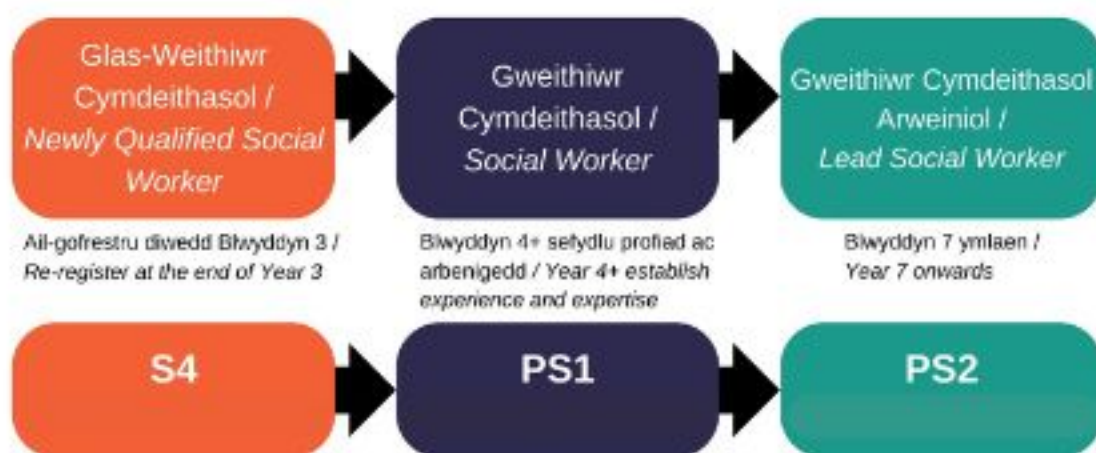 Glas-Weithiwr
Cymdeithasol /
Newly Qualified Social
Worker
Gweithiwr
Cymdeithasol /
Social Worker
Gweithiwr Cymdeithasol
Arweiniol /
Lead Social Worker
Ail-gofrestru diwedd Blwyddyn 3 /
Re-register at the end of Year 3
Blwyddyn 4+ sefydlu profiad ac
arbenigedd / Year 4+ establish
experience and expertise
Blwyddyn 7 ymlaen /
Year 7 onwards
S4
PS1
PS2